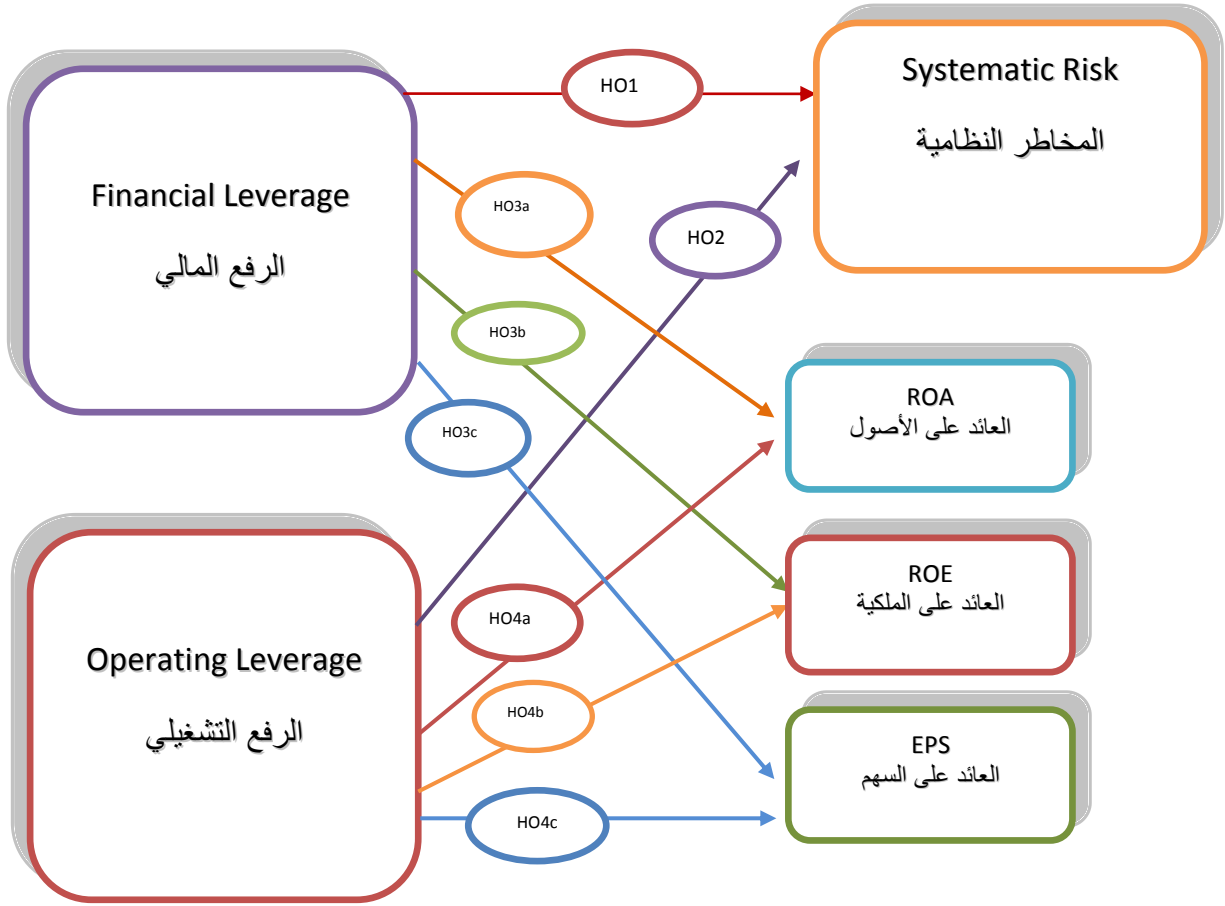 Systematic Risk
المخاطر النظامية
HO1
Financial Leverage
الرفع المالي
HO3a
HO2
HO3b
HO3c
ROA
العائد على الأصول
ROE
العائد على الملكية
HO4a
Operating Leverage
الرفع التشغيلي
HO4b
EPS
العائد على السهم
HO4c